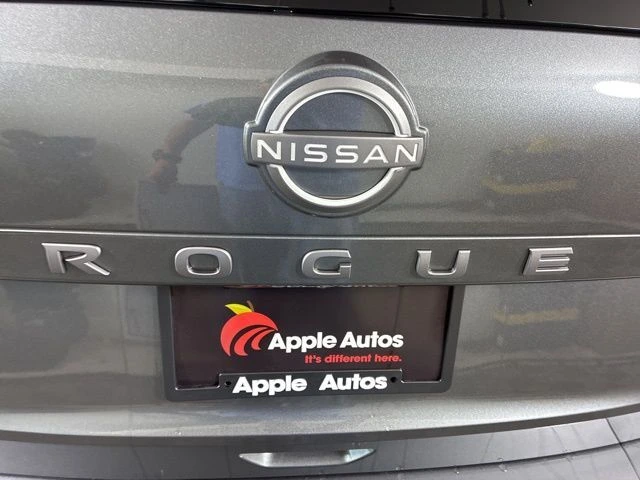 NISSAN
ROGUE
Apple Autos
It's different here.
Apple Autos